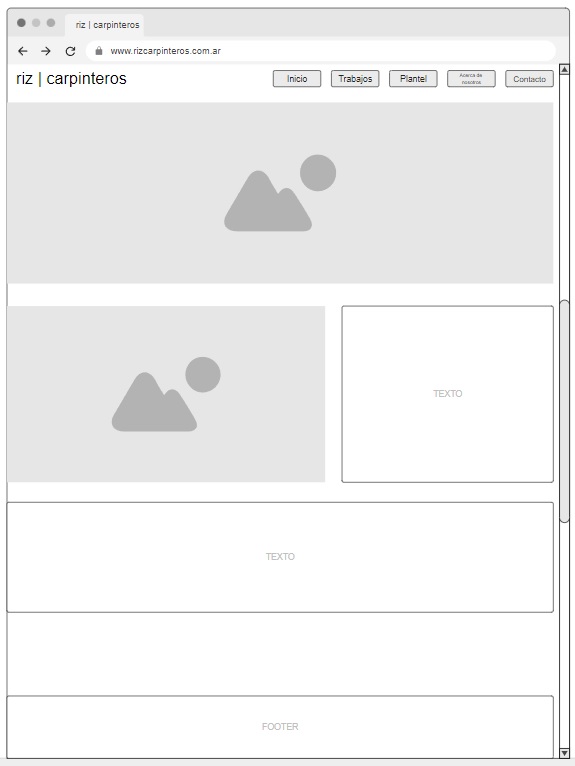 riz | carpinteros
www.rizcarpinteros.com.ar
riz | carpinteros
Inicio
Trabajos
Plantel
Acerca de
nosotros
Contacto
TEXTO
TEXTO
FOOTER